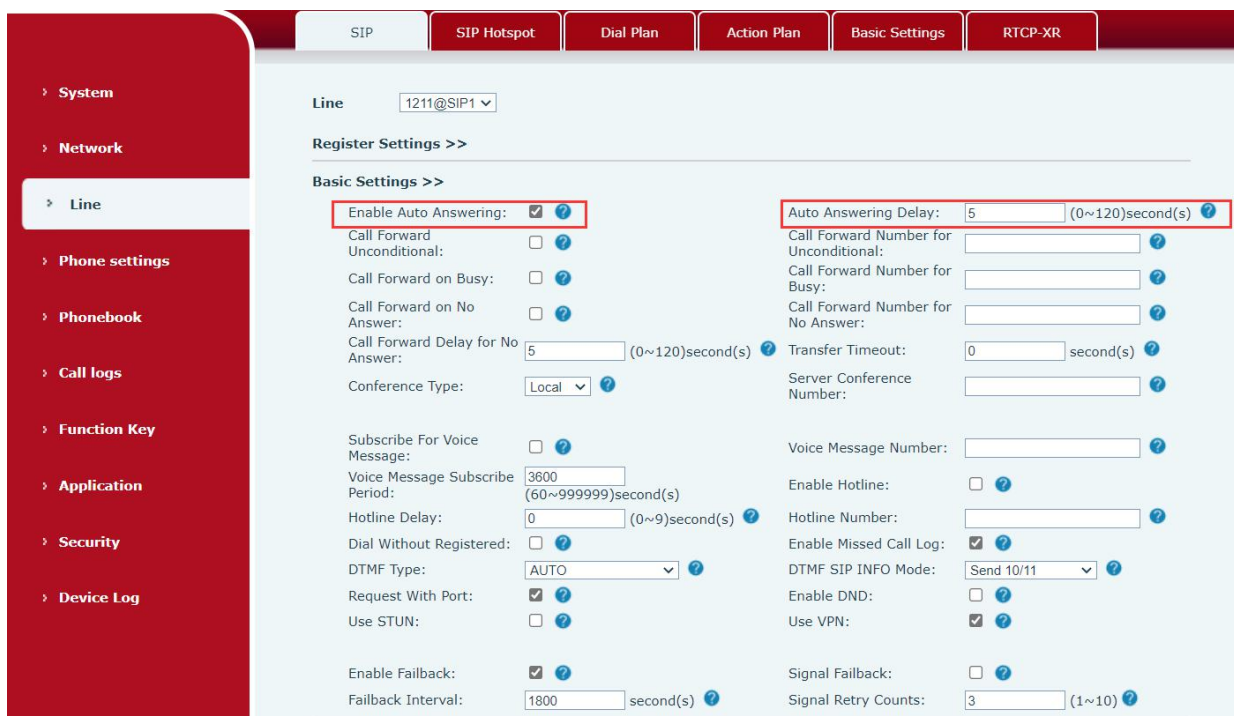 SIP
SIP Hotspot
Dial Plan
Action Plan
Basic Settings
RTCP-XR
› System
› Network
› Line
› Phone settings
› Phonebook
› Call logs
› Function Key
› Application
› Security
› Device Log
Line 1211@SIP1
Register Settings >>
Basic Settings >>
Enable Auto Answering: ?
Auto Answering Delay: 5 (0~120)second(s) ?
Call Forward
Unconditional: ?
Call Forward Number for
Unconditional: ?
Call Forward on Busy: ?
Call Forward Number for
Busy: ?
Call Forward on No
Answer: ?
Call Forward Number for
No Answer: ?
Call Forward Delay for No
Answer: 5 (0~120)second(s) ?
Transfer Timeout: 0 second(s) ?
Conference Type: Local ?
Server Conference
Number: ?
Subscribe For Voice
Message: ?
Voice Message Number: ?
Voice Message Subscribe
Period: 3600
(60~999999)second(s)
Enable Hotline: ?
Hotline Delay: 0 (0~9)second(s) ?
Hotline Number: ?
Dial Without Registered: ?
Enable Missed Call Log: ?
DTMF Type: AUTO ?
DTMF SIP INFO Mode: Send 10/11 ?
Request With Port: ?
Enable DND: ?
Use STUN: ?
Use VPN: ?
Enable Failback: ?
Signal Failback: ?
Failback Interval: 1800 second(s) ?
Signal Retry Counts: 3 (1~10) ?